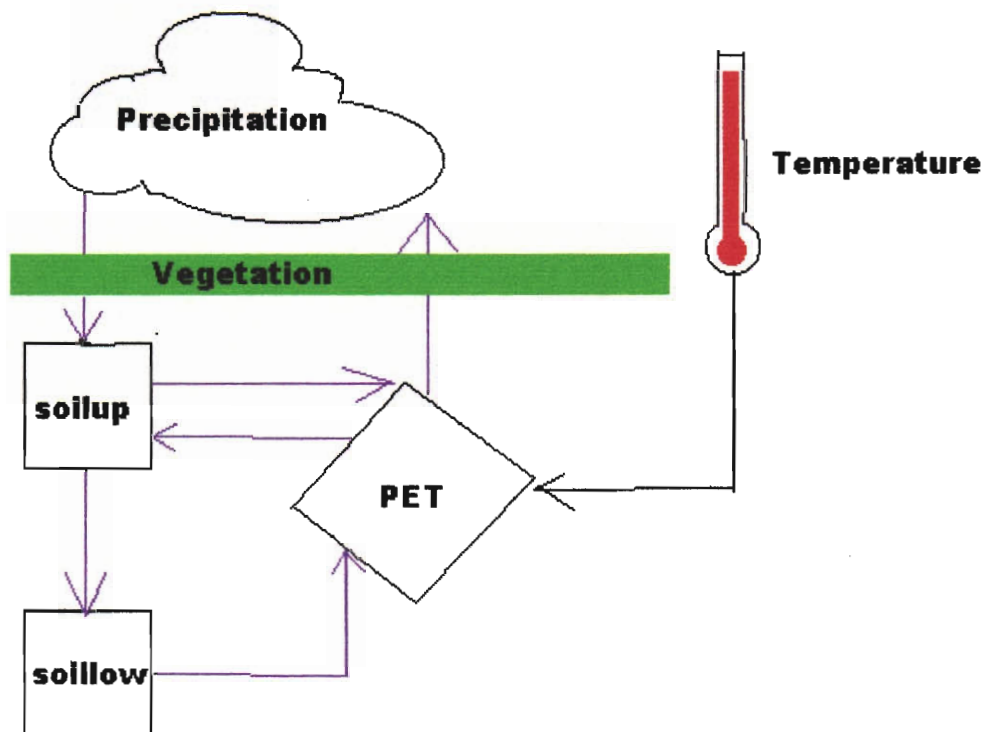 Precipitation
Temperature
Vegetation
soilup
PET
soillow